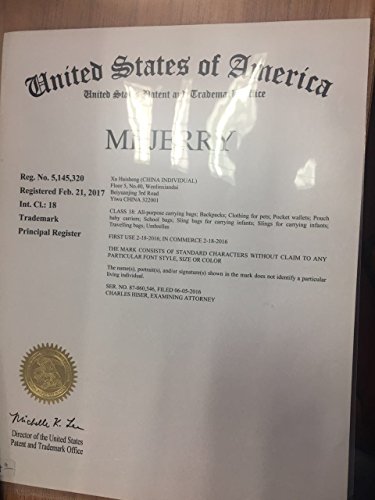 United States of America
United States Patent and Trademark Office
JERRY
Reg. No. 5,145,320
Registered Feb. 21, 2017
Int. Cl.: 18
Trademark
Principal Register
Xu Haisheng (CHINA INDIVIDUAL)
Floor 3, No.40,
Beiyuanjing 3rd Road
Yiwu CHINA 322001
CLASS 18: All-purpose carrying bags; Backpacks; Clothing for pets; Pocket wallets; Pouch
baby carriers; School bags; Sling bags for carrying infants; Slings for carrying infants;
Travelling bags; Umbrellas
FIRST USE 2-18-2016; IN COMMERCE 2-18-2016
THE MARK CONSISTS OF STANDARD CHARACTERS WITHOUT CLAIM TO ANY
PARTICULAR FONT STYLE, SIZE OR COLOR
The name(s), portrait(s), and/or signature(s) shown in the mark does not identify a particular
living individual.
SER. NO. 87-060,546, FILED 06-05-2016
CHARLES HISER, EXAMINING ATTORNEY
Michelle K. Lee
Director of the United States
Patent and Trademark Office